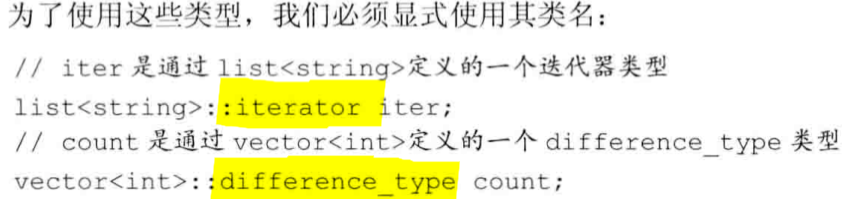 为了使用这些类型，我们必须显式使用其类名：
// iter 是通过 list<string>定义的一个迭代器类型
list<string>::iterator iter;
// count 是通过 vector<int>定义的一个 difference_type 类型
vector<int>::difference_type count;